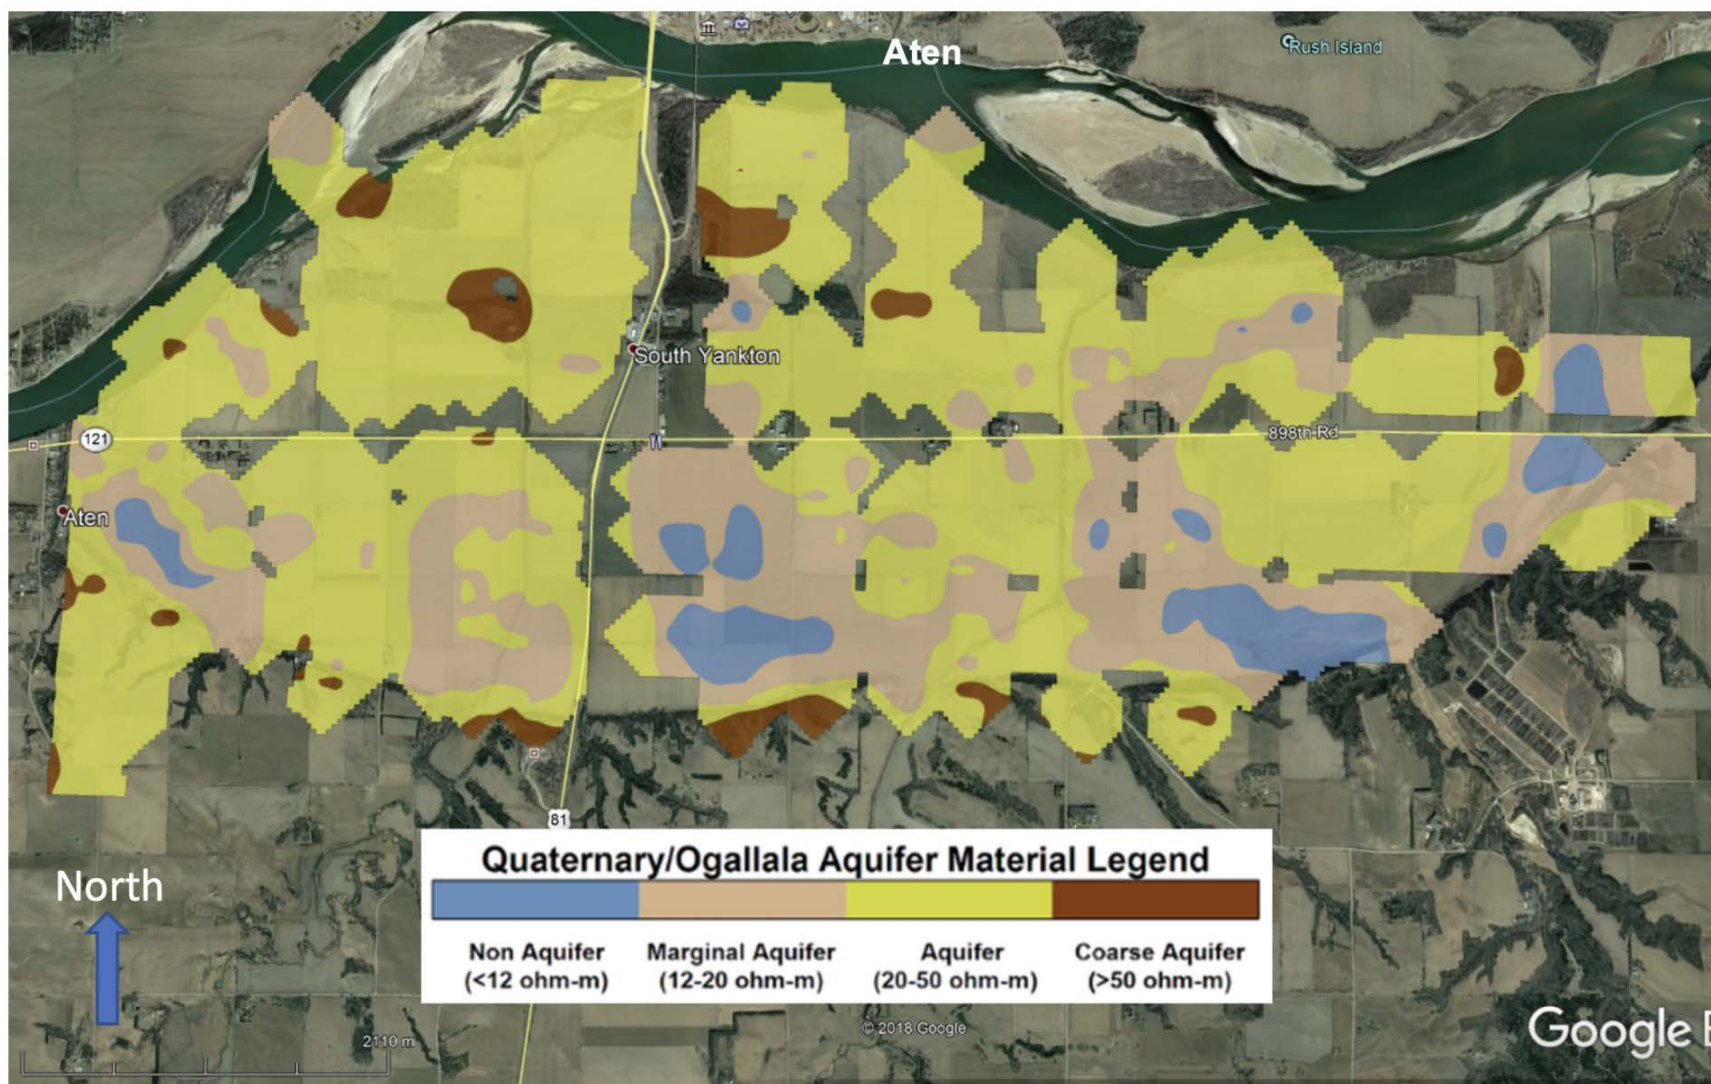 Aten
Rush Island
South Yankton
121
898th Rd
Aten
81
Quaternary/Ogallala Aquifer Material Legend
Non Aquifer
(<12 ohm-m)
Marginal Aquifer
(12-20 ohm-m)
Aquifer
(20-50 ohm-m)
Coarse Aquifer
(>50 ohm-m)
North
2110 m
© 2018 Google
Google E